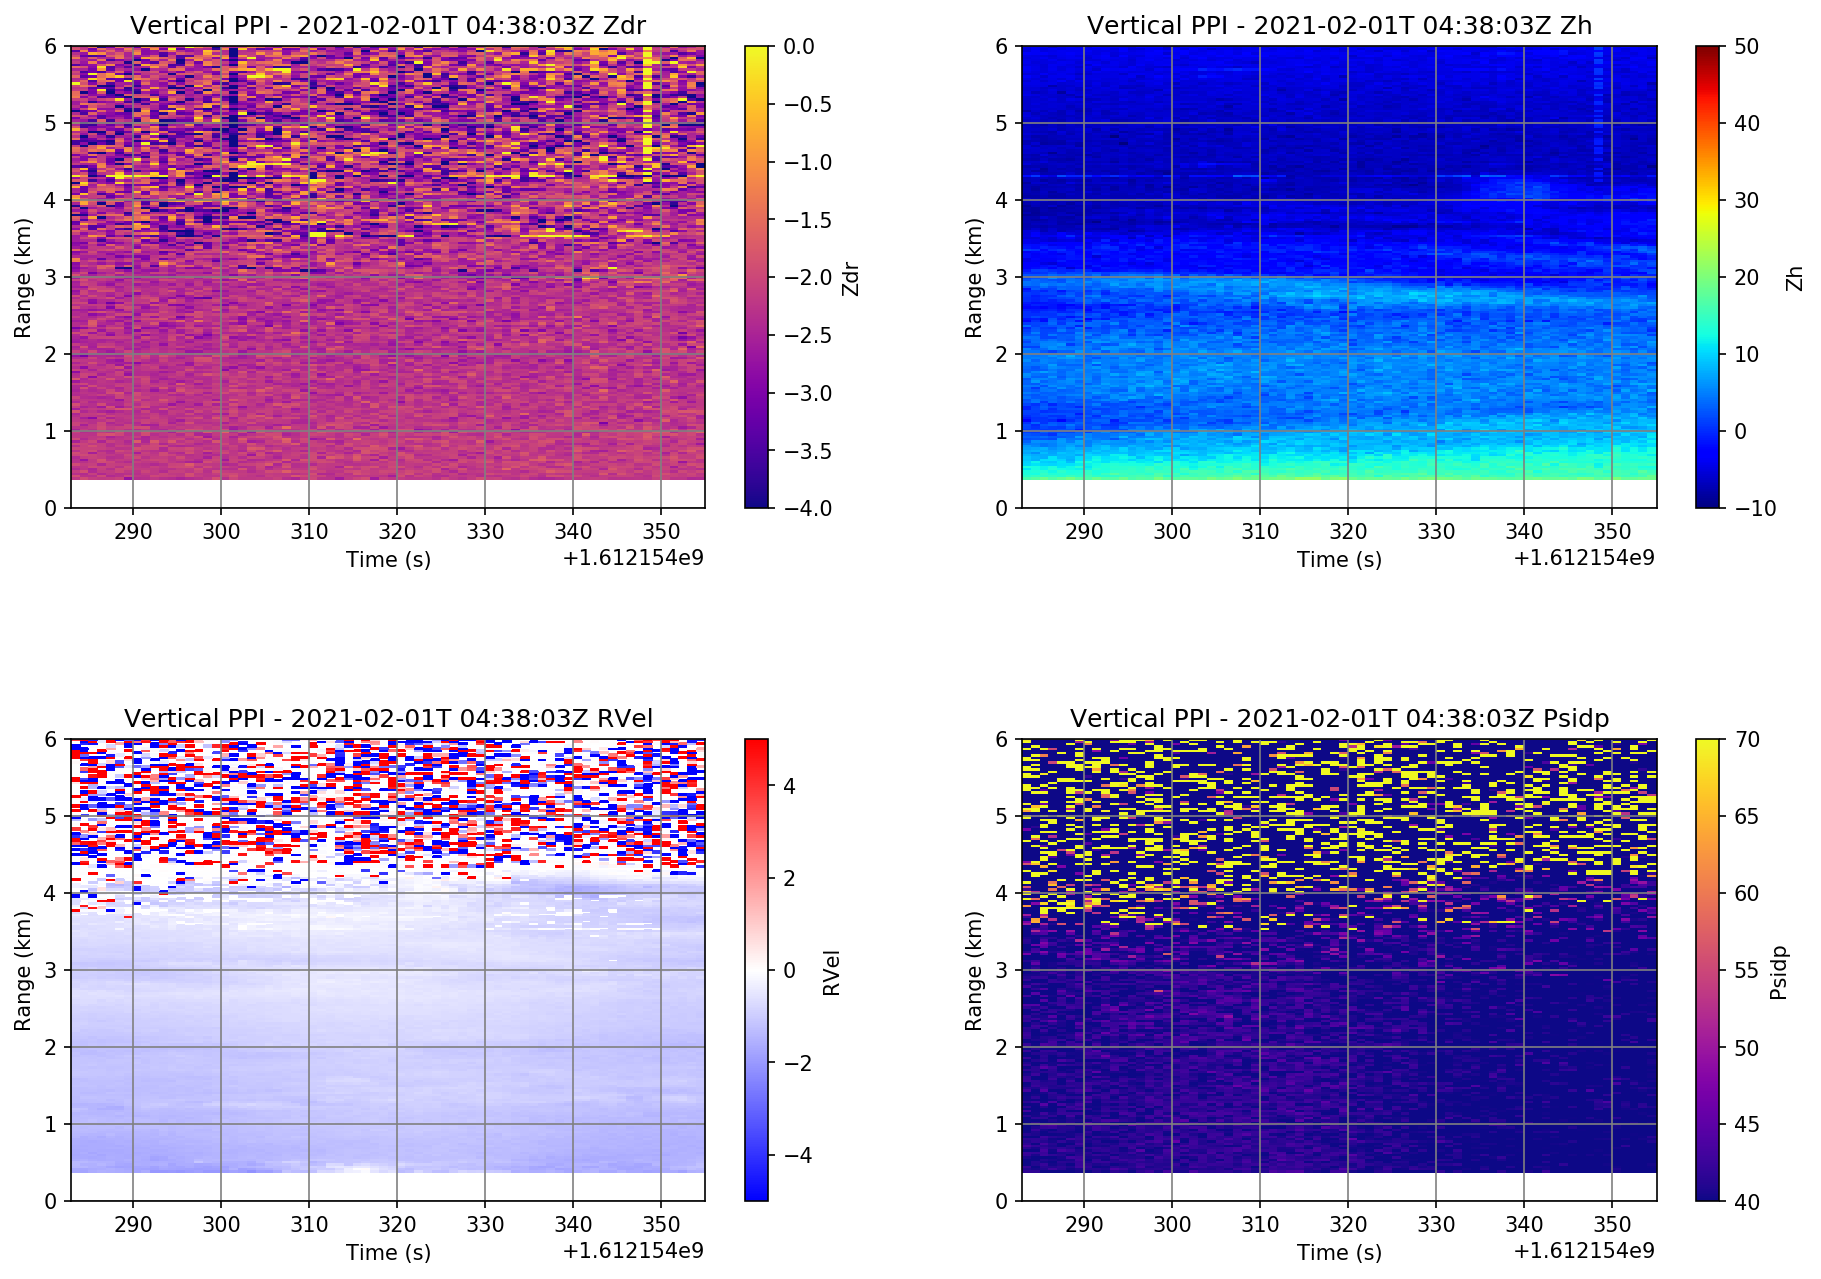 Vertical PPI - 2021-02-01T 04:38:03Z Zdr
6
5
4
3
2
1
0
Range (km)
290 300 310 320 330 340 350
Time (s)
+1.612154e9
0.0
−0.5
−1.0
−1.5
−2.0
−2.5
−3.0
−3.5
−4.0
Zdr
Vertical PPI - 2021-02-01T 04:38:03Z Zh
6
5
4
3
2
1
0
Range (km)
290 300 310 320 330 340 350
Time (s)
+1.612154e9
50
40
30
20
10
0
−10
Zh
Vertical PPI - 2021-02-01T 04:38:03Z RVel
6
5
4
3
2
1
0
Range (km)
290 300 310 320 330 340 350
Time (s)
+1.612154e9
4
2
0
−2
−4
RVel
Vertical PPI - 2021-02-01T 04:38:03Z Psidp
6
5
4
3
2
1
0
Range (km)
290 300 310 320 330 340 350
Time (s)
+1.612154e9
70
65
60
55
50
45
40
Psidp